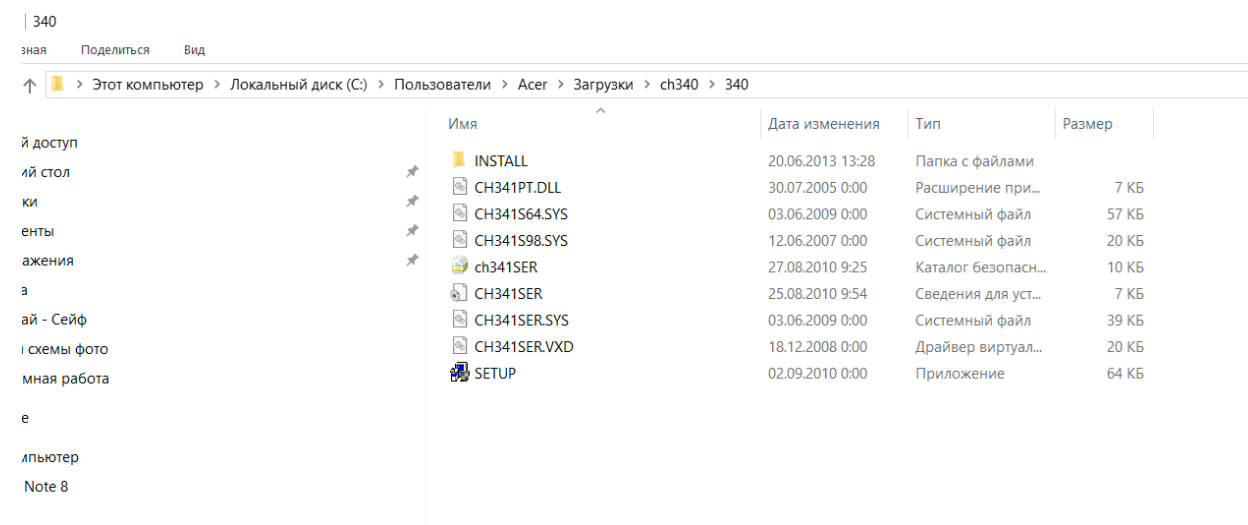 340
Поделиться Вид
Этот компьютер > Локальный диск (C:) > Пользователи > Acer > Загрузки > ch340 > 340
Имя Дата изменения Тип Размер
й доступ
ий стол
ки
енты
ажения
а
ай - Сейф
схемы фото
мная работа
е
мпьютер
Note 8
INSTALL 20.06.2013 13:28 Папка с файлами
CH341PT.DLL 30.07.2005 0:00 Расширение при... 7 КБ
CH341S64.SYS 03.06.2009 0:00 Системный файл 57 КБ
CH341S98.SYS 12.06.2007 0:00 Системный файл 20 КБ
ch341SER 27.08.2010 9:25 Каталог безопасн... 10 КБ
CH341SER 25.08.2010 9:54 Сведения для уст... 7 КБ
CH341SER.SYS 03.06.2009 0:00 Системный файл 39 КБ
CH341SER.VXD 18.12.2008 0:00 Драйвер виртуал... 20 КБ
SETUP 02.09.2010 0:00 Приложение 64 КБ